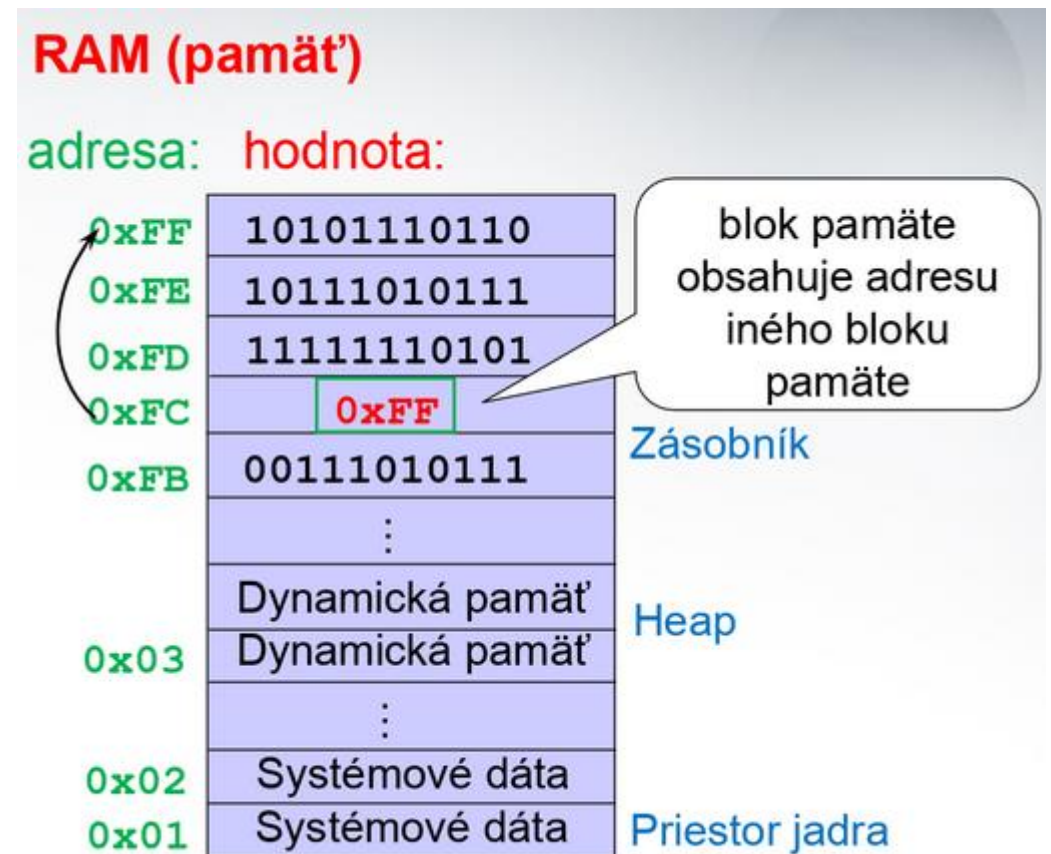 RAM (pamäť)
adresa: hodnota:
0xFF 10101110110
0xFE 10111010111
0xFD 11111110101
0xFC 0xFF
0xFB 00111010111
⋮
Dynamická pamäť
0x03 Dynamická pamäť
⋮
0x02 Systémové dáta
0x01 Systémové dáta
blok pamäte
obsahuje adresu
iného bloku
pamäte
Zásobník
Heap
Priestor jadra